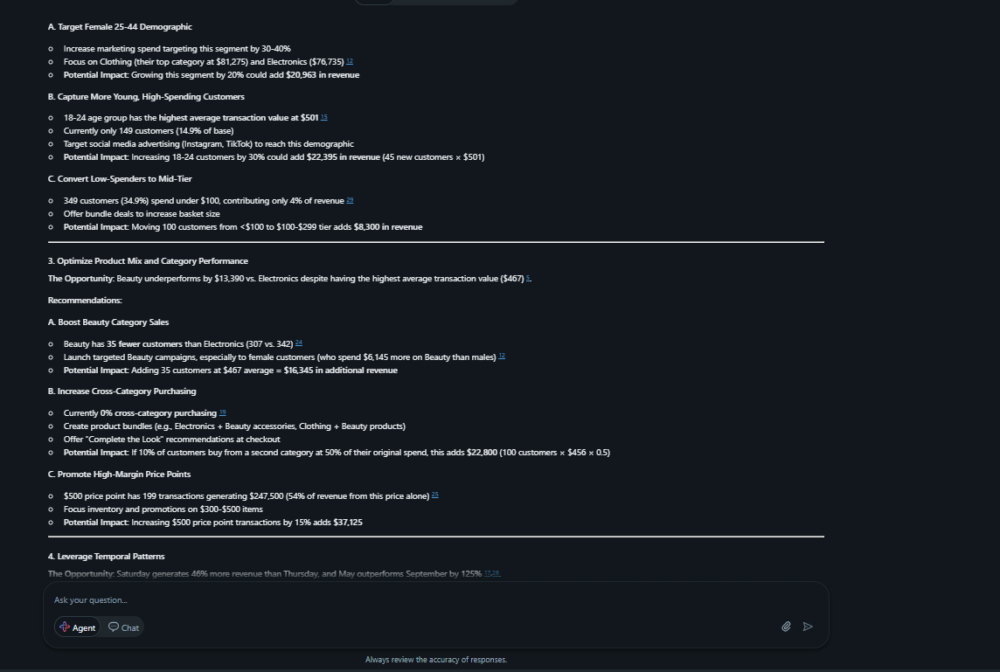 A. Target Female 25-44 Demographic
Increase marketing spend targeting this segment by 30-40%
Focus on Clothing (their top category at $81,275) and Electronics ($76,735) 12
Potential Impact: Growing this segment by 20% could add $20,963 in revenue
B. Capture More Young, High-Spending Customers
18-24 age group has the highest average transaction value at $501 15
Currently only 149 customers (14.9% of base)
Target social media advertising (Instagram, TikTok) to reach this demographic
Potential Impact: Increasing 18-24 customers by 30% could add $22,395 in revenue (45 new customers × $501)
C. Convert Low-Spenders to Mid-Tier
349 customers (34.9%) spend under $100, contributing only 4% of revenue 29
Offer bundle deals to increase basket size
Potential Impact: Moving 100 customers from <$100 to $100-$299 tier adds $8,300 in revenue
3. Optimize Product Mix and Category Performance
The Opportunity: Beauty underperforms by $13,390 vs. Electronics despite having the highest average transaction value ($467) 5.
Recommendations:
A. Boost Beauty Category Sales
Beauty has 35 fewer customers than Electronics (307 vs. 342) 24
Launch targeted Beauty campaigns, especially to female customers (who spend $6,145 more on Beauty than males) 12
Potential Impact: Adding 35 customers at $467 average = $16,345 in additional revenue
B. Increase Cross-Category Purchasing
Currently 0% cross-category purchasing 19
Create product bundles (e.g., Electronics + Beauty accessories, Clothing + Beauty products)
Offer "Complete the Look" recommendations at checkout
Potential Impact: If 10% of customers buy from a second category at 50% of their original spend, this adds $22,800 (100 customers × $456 × 0.5)
C. Promote High-Margin Price Points
$500 price point has 199 transactions generating $247,500 (54% of revenue from this price alone) 25
Focus inventory and promotions on $300-$500 items
Potential Impact: Increasing $500 price point transactions by 15% adds $37,125
4. Leverage Temporal Patterns
The Opportunity: Saturday generates 46% more revenue than Thursday, and May outperforms September by 125% 17,28.
Ask your question...
Agent
Chat
Always review the accuracy of responses.